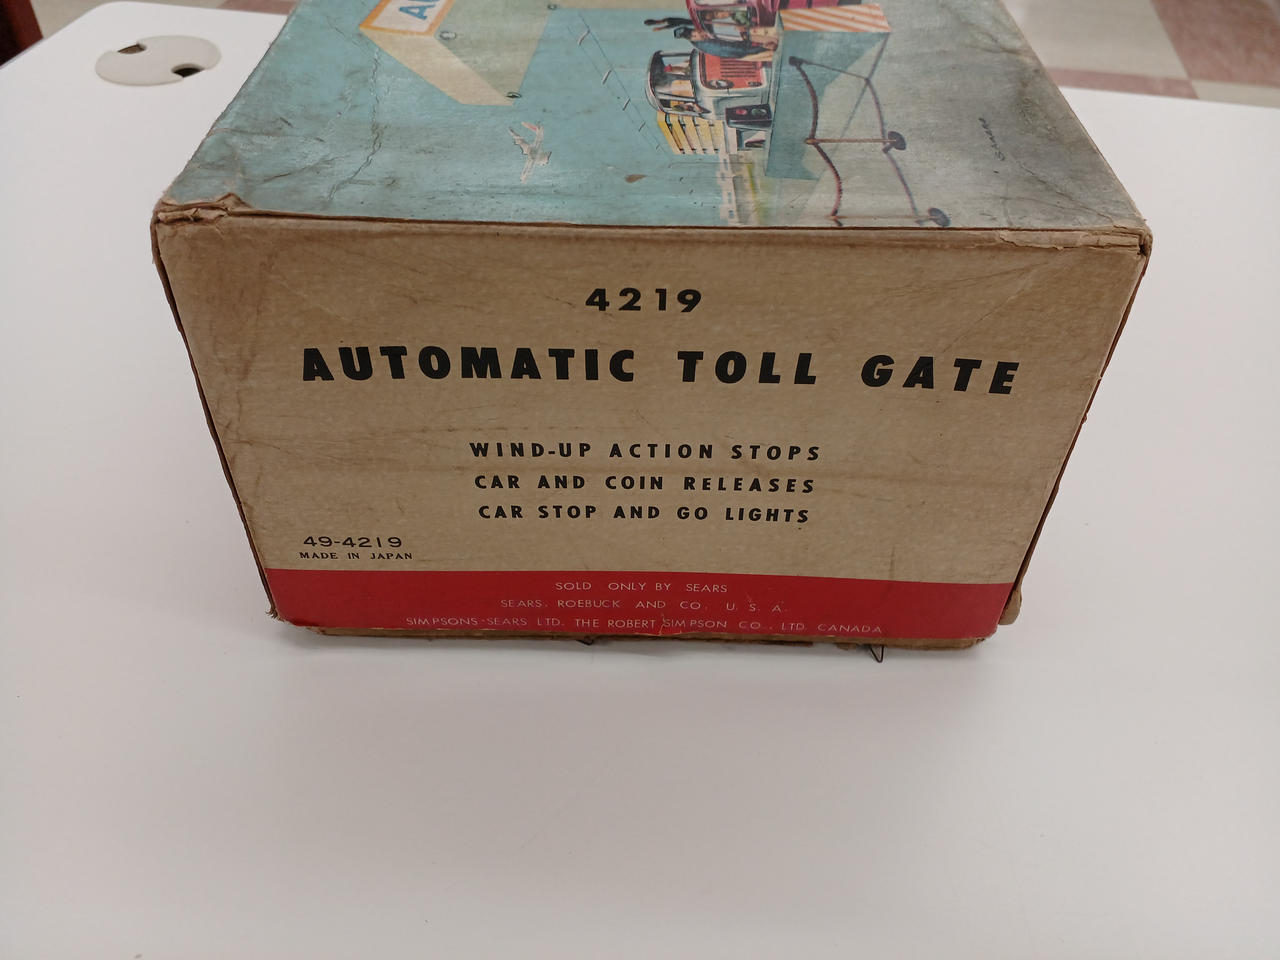 4219
AUTOMATIC TOLL GATE
WIND-UP ACTION STOPS
CAR AND COIN RELEASES
CAR STOP AND GO LIGHTS
49-4219
MADE IN JAPAN
SOLD ONLY BY SEARS
SEARS, ROEBUCK AND CO. U. S. A.
SIMPSONS-SEARS LTD. THE ROBERT SIMPSON CO., LTD. CANADA